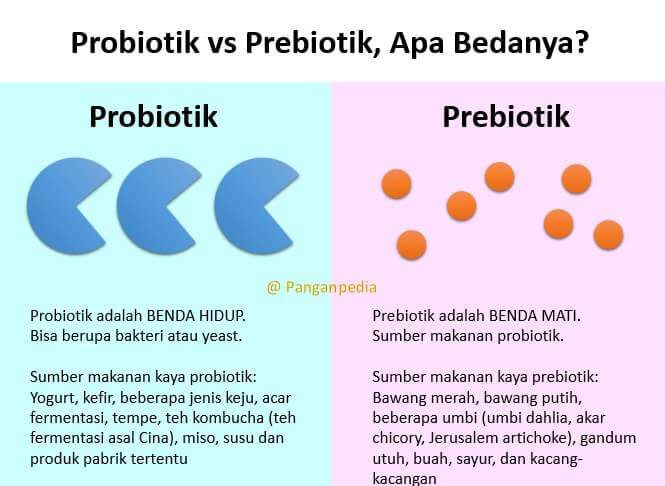 Probiotik vs Prebiotik, Apa Bedanya?
Probiotik
Prebiotik
@ Panganpedia
Probiotik adalah BENDA HIDUP.
Bisa berupa bakteri atau yeast.
Sumber makanan kaya probiotik:
Yogurt, kefir, beberapa jenis keju, acar
fermentasi, tempe, teh kombucha (teh
fermentasi asal Cina), miso, susu dan
produk pabrik tertentu
Prebiotik adalah BENDA MATI.
Sumber makanan probiotik.
Sumber makanan kaya prebiotik:
Bawang merah, bawang putih,
beberapa umbi (umbi dahlia, akar
chicory, Jerusalem artichoke), gandum
utuh, buah, sayur, dan kacang-
kacangan